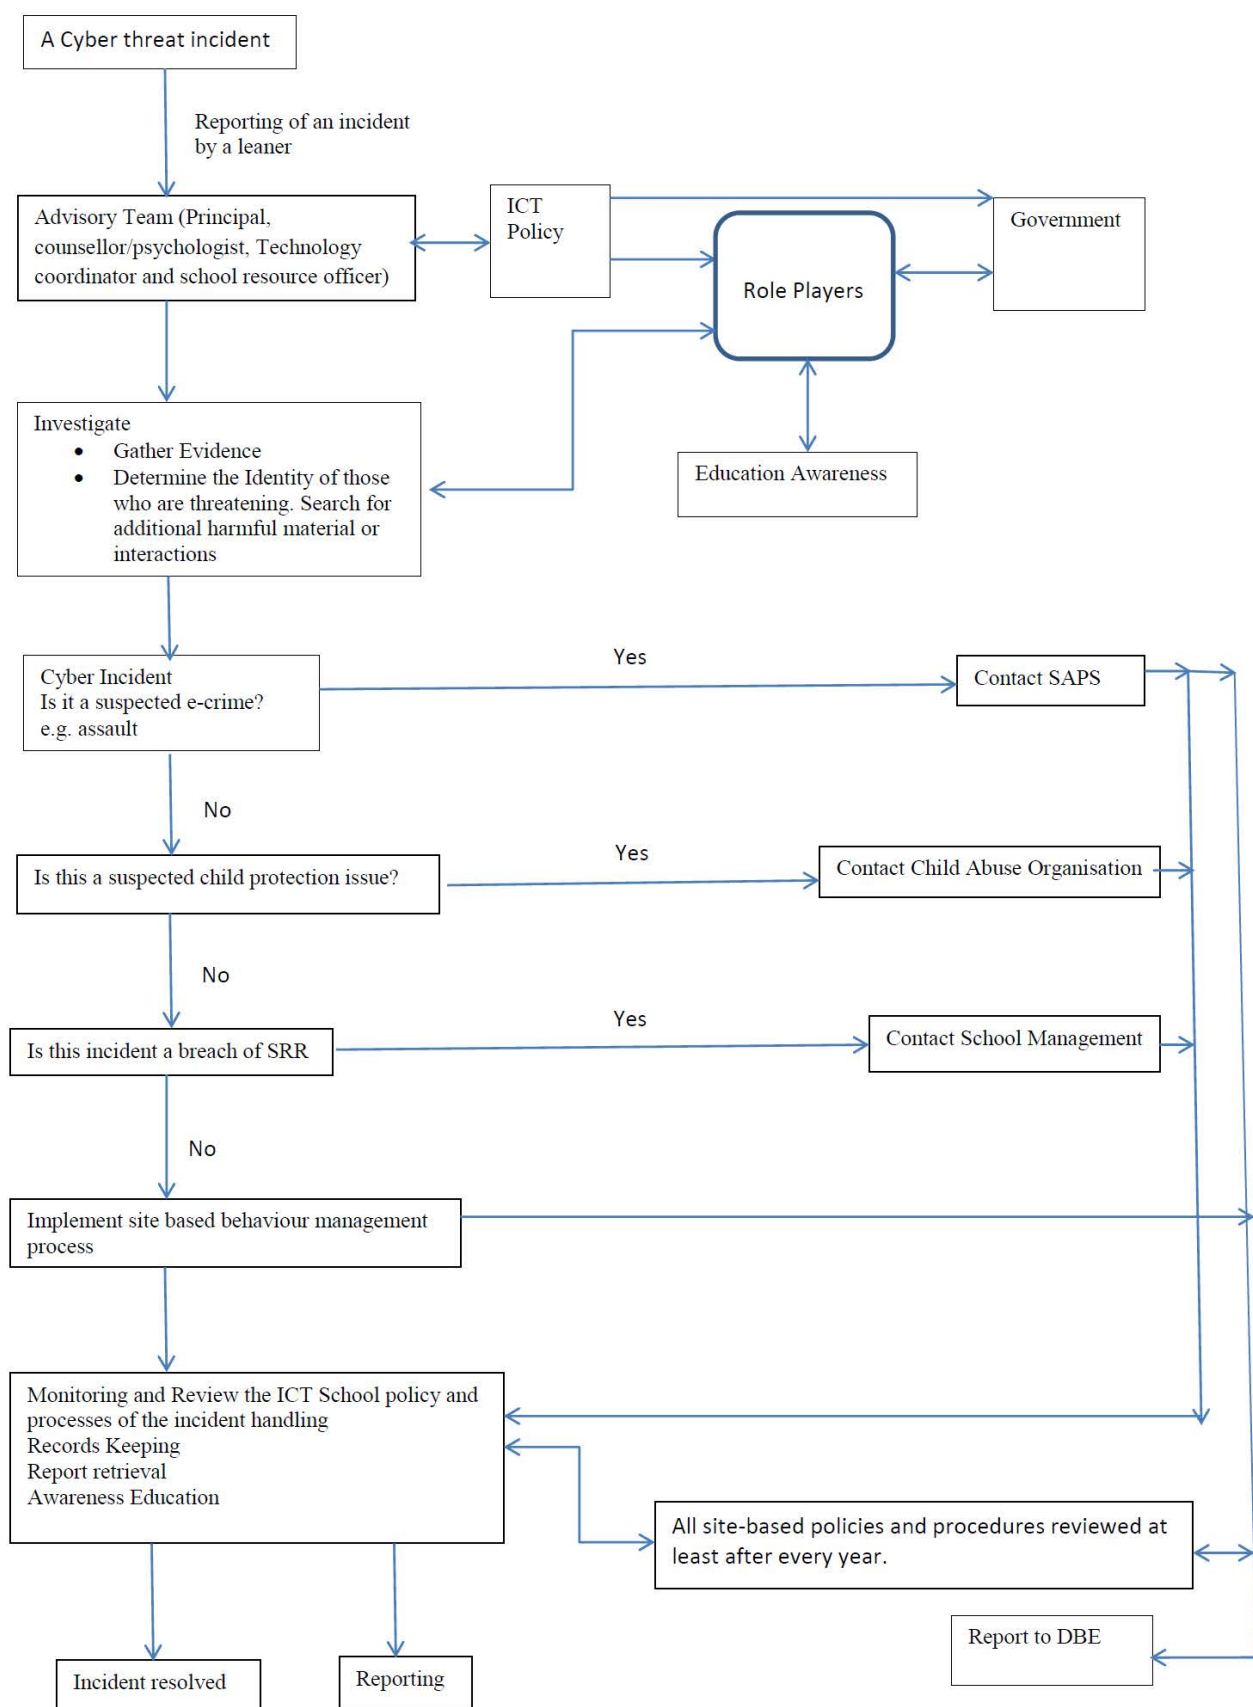 A Cyber threat incident
Reporting of an incident
by a leaner
Advisory Team (Principal,
counsellor/psychologist, Technology
coordinator and school resource officer)
ICT
Policy
Government
Role Players
Investigate
• Gather Evidence
• Determine the Identity of those
who are threatening. Search for
additional harmful material or
interactions
Education Awareness
Cyber Incident
Is it a suspected e-crime?
e.g. assault
Yes
Contact SAPS
No
Is this a suspected child protection issue?
Yes
Contact Child Abuse Organisation
No
Is this incident a breach of SRR
Yes
Contact School Management
No
Implement site based behaviour management
process
Monitoring and Review the ICT School policy and
processes of the incident handling
Records Keeping
Report retrieval
Awareness Education
All site-based policies and procedures reviewed at
least after every year.
Report to DBE
Incident resolved
Reporting